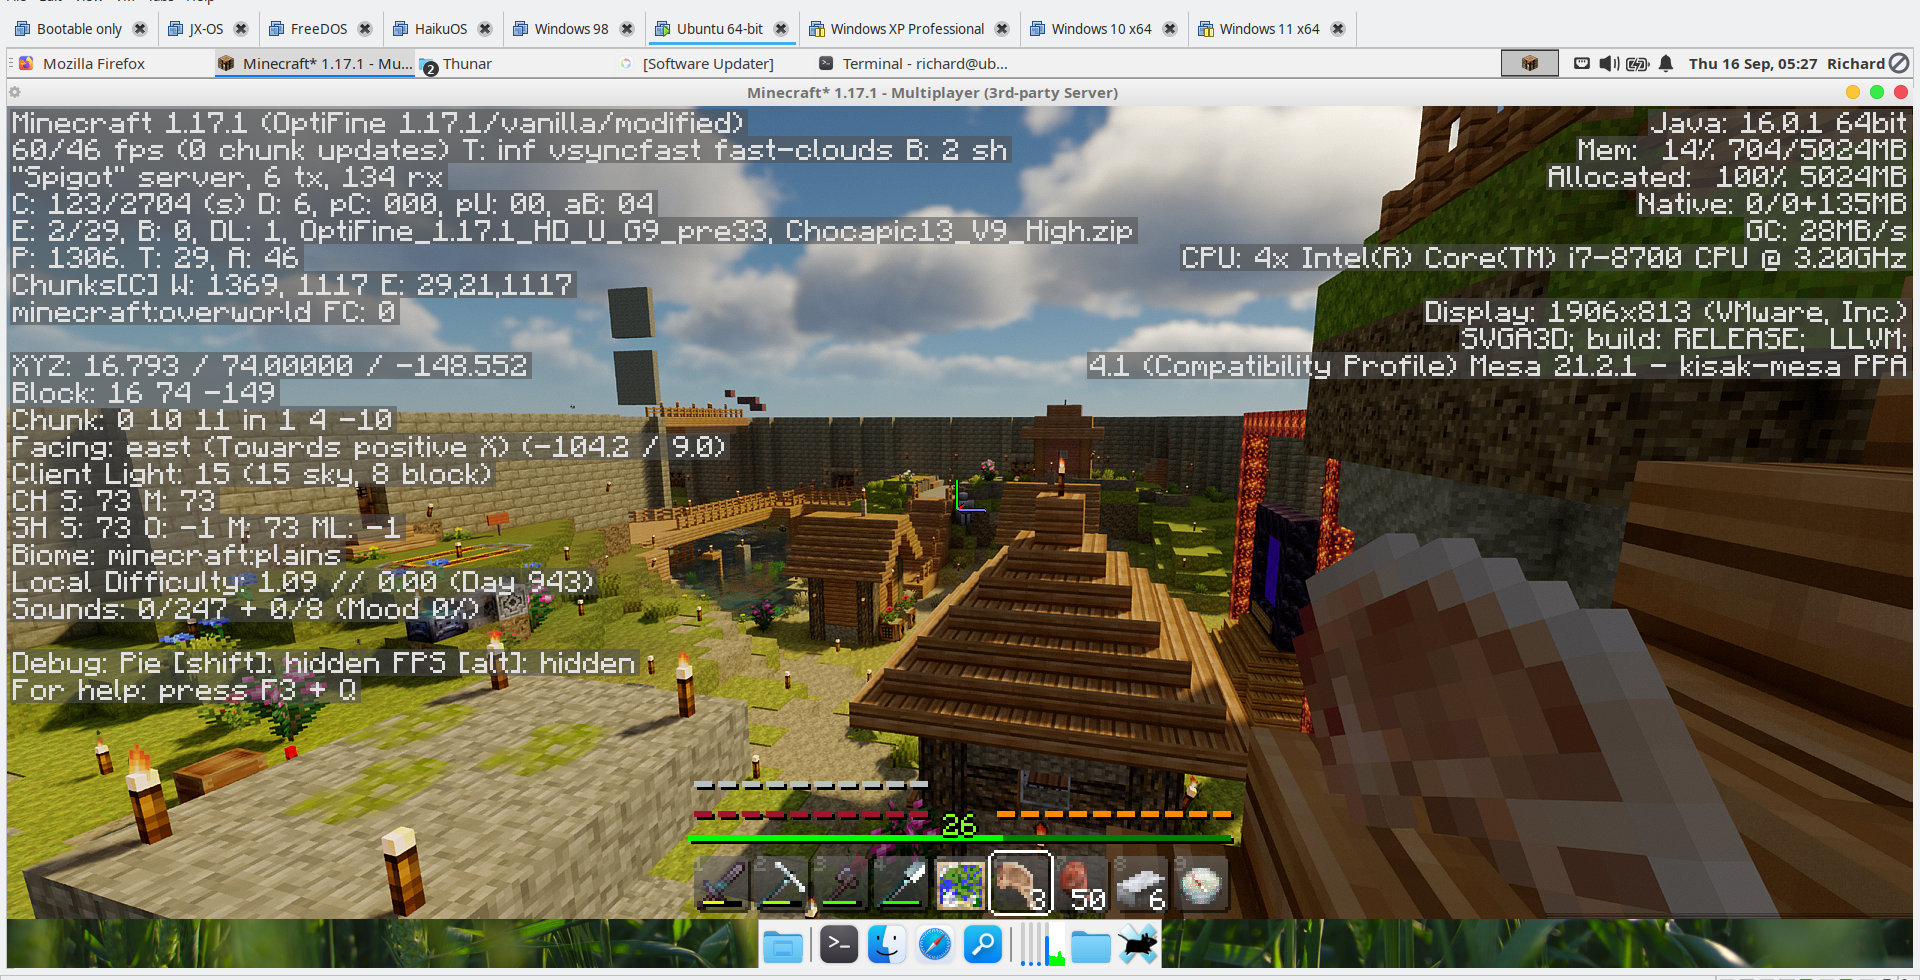 Bootable only
JX-OS
FreeDOS
HaikuOS
Windows 98
Ubuntu 64-bit
Windows XP Professional
Windows 10 x64
Windows 11 x64
Mozilla Firefox
Minecraft* 1.17.1 - Mu...
2
Thunar
[Software Updater]
Terminal - richard@ub...
Thu 16 Sep, 05:27
Richard
Minecraft* 1.17.1 - Multiplayer (3rd-party Server)
Minecraft 1.17.1 (OptiFine 1.17.1/vanilla/modified)
60/46 fps (0 chunk updates) T: inf vsyncfast fast-clouds B: 2 sh
"Spigot" server, 6 tx, 134 rx
C: 123/2704 (s) D: 6, pC: 000, pU: 00, aB: 04
E: 2/29, B: 0, DL: 1, OptiFine_1.17.1_HD_U_G9_pre33, Chocapic13_V9_High.zip
P: 1306. T: 29, A: 46
Chunks[C] W: 1369, 1117 E: 29,21,1117
minecraft:overworld FC: 0
XYZ: 16.793 / 74.00000 / -148.552
Block: 16 74 -149
Chunk: 0 10 11 in 1 4 -10
Facing: east (Towards positive X) (-104.2 / 9.0)
Client Light: 15 (15 sky, 8 block)
CH S: 73 M: 73
SH S: 73 O: -1 M: 73 ML: -1
Biome: minecraft:plains
Local Difficulty: 1.09 // 0.00 (Day 943)
Sounds: 0/247 + 0/8 (Mood 0%)
Debug: Pie [shift]: hidden FPS [alt]: hidden
For help: press F3 + Q
Java: 16.0.1 64bit
Mem: 14% 704/5024MB
Allocated: 100% 5024MB
Native: 0/0+135MB
GC: 28MB/s
CPU: 4x Intel(R) Core(TM) i7-8700 CPU @ 3.20GHz
Display: 1906x813 (VMware, Inc.)
SVGA3D; build: RELEASE; LLVM;
4.1 (Compatibility Profile) Mesa 21.2.1 - kisak-mesa PPA
26
3
50
6